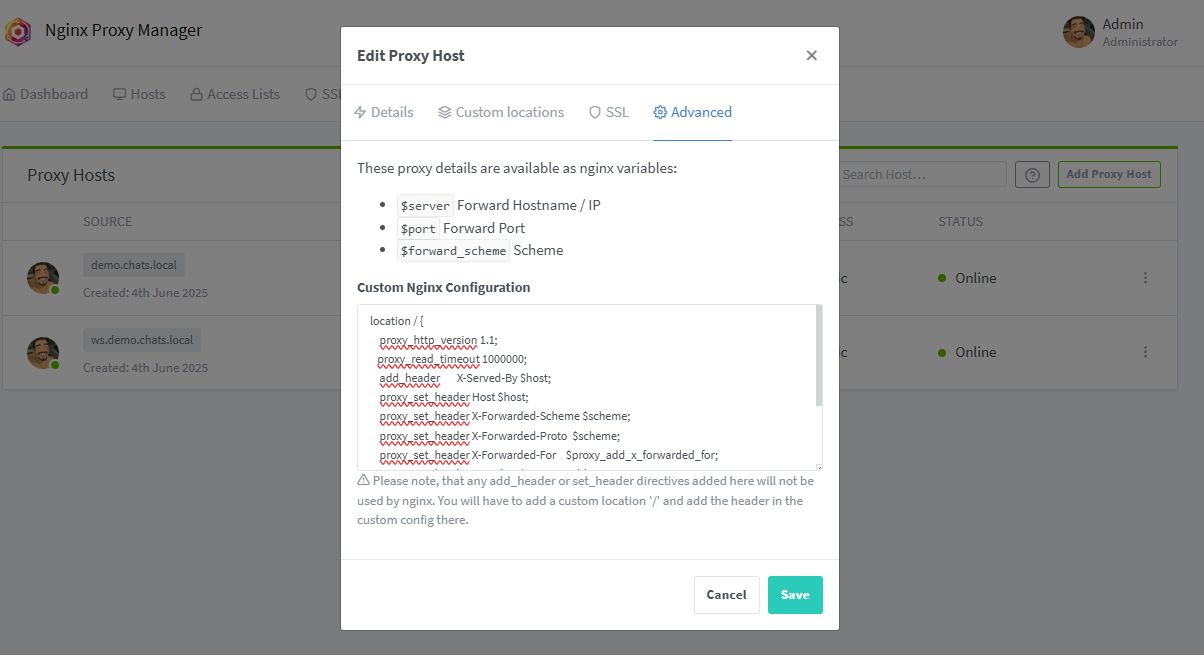 Nginx Proxy Manager
Admin
Administrator
Dashboard Hosts Access Lists SSL
Edit Proxy Host
Details Custom locations SSL Advanced
These proxy details are available as nginx variables:
$server Forward Hostname / IP
$port Forward Port
$forward_scheme Scheme
Custom Nginx Configuration
location / {
proxy_http_version 1.1;
proxy_read_timeout 1000000;
add_header X-Served-By $host;
proxy_set_header Host $host;
proxy_set_header X-Forwarded-Scheme $scheme;
proxy_set_header X-Forwarded-Proto $scheme;
proxy_set_header X-Forwarded-For $proxy_add_x_forwarded_for;
Please note, that any add_header or set_header directives added here will not be
used by nginx. You will have to add a custom location '/' and add the header in the
custom config there.
Cancel Save
Proxy Hosts
Search Host…
Add Proxy Host
SOURCE SS STATUS
demo.chats.local
Created: 4th June 2025
ic Online
ws.demo.chats.local
Created: 4th June 2025
ic Online